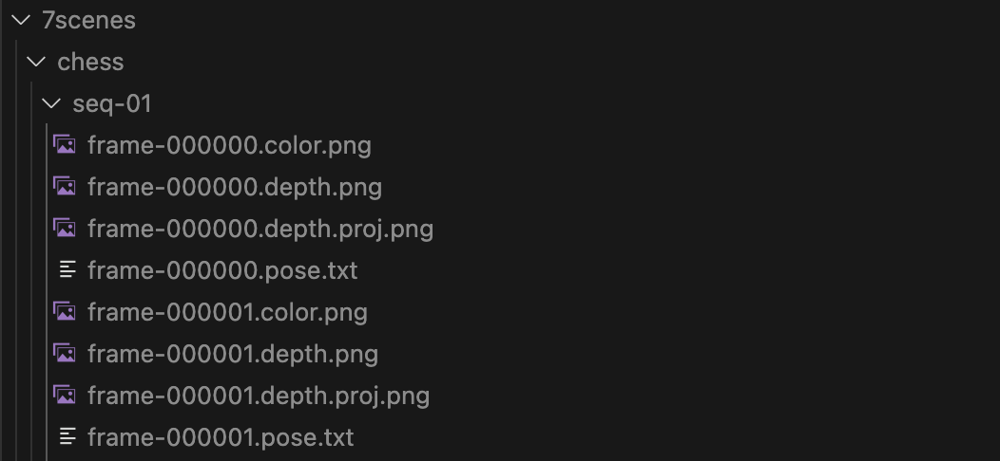 7scenes
chess
seq-01
frame-000000.color.png
frame-000000.depth.png
frame-000000.depth.proj.png
frame-000000.pose.txt
frame-000001.color.png
frame-000001.depth.png
frame-000001.depth.proj.png
frame-000001.pose.txt